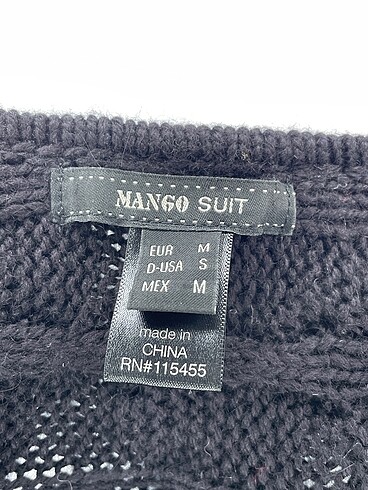 MANGO SUIT
EUR M
D-USA S
MEX M
made in
CHINA
RN#115455